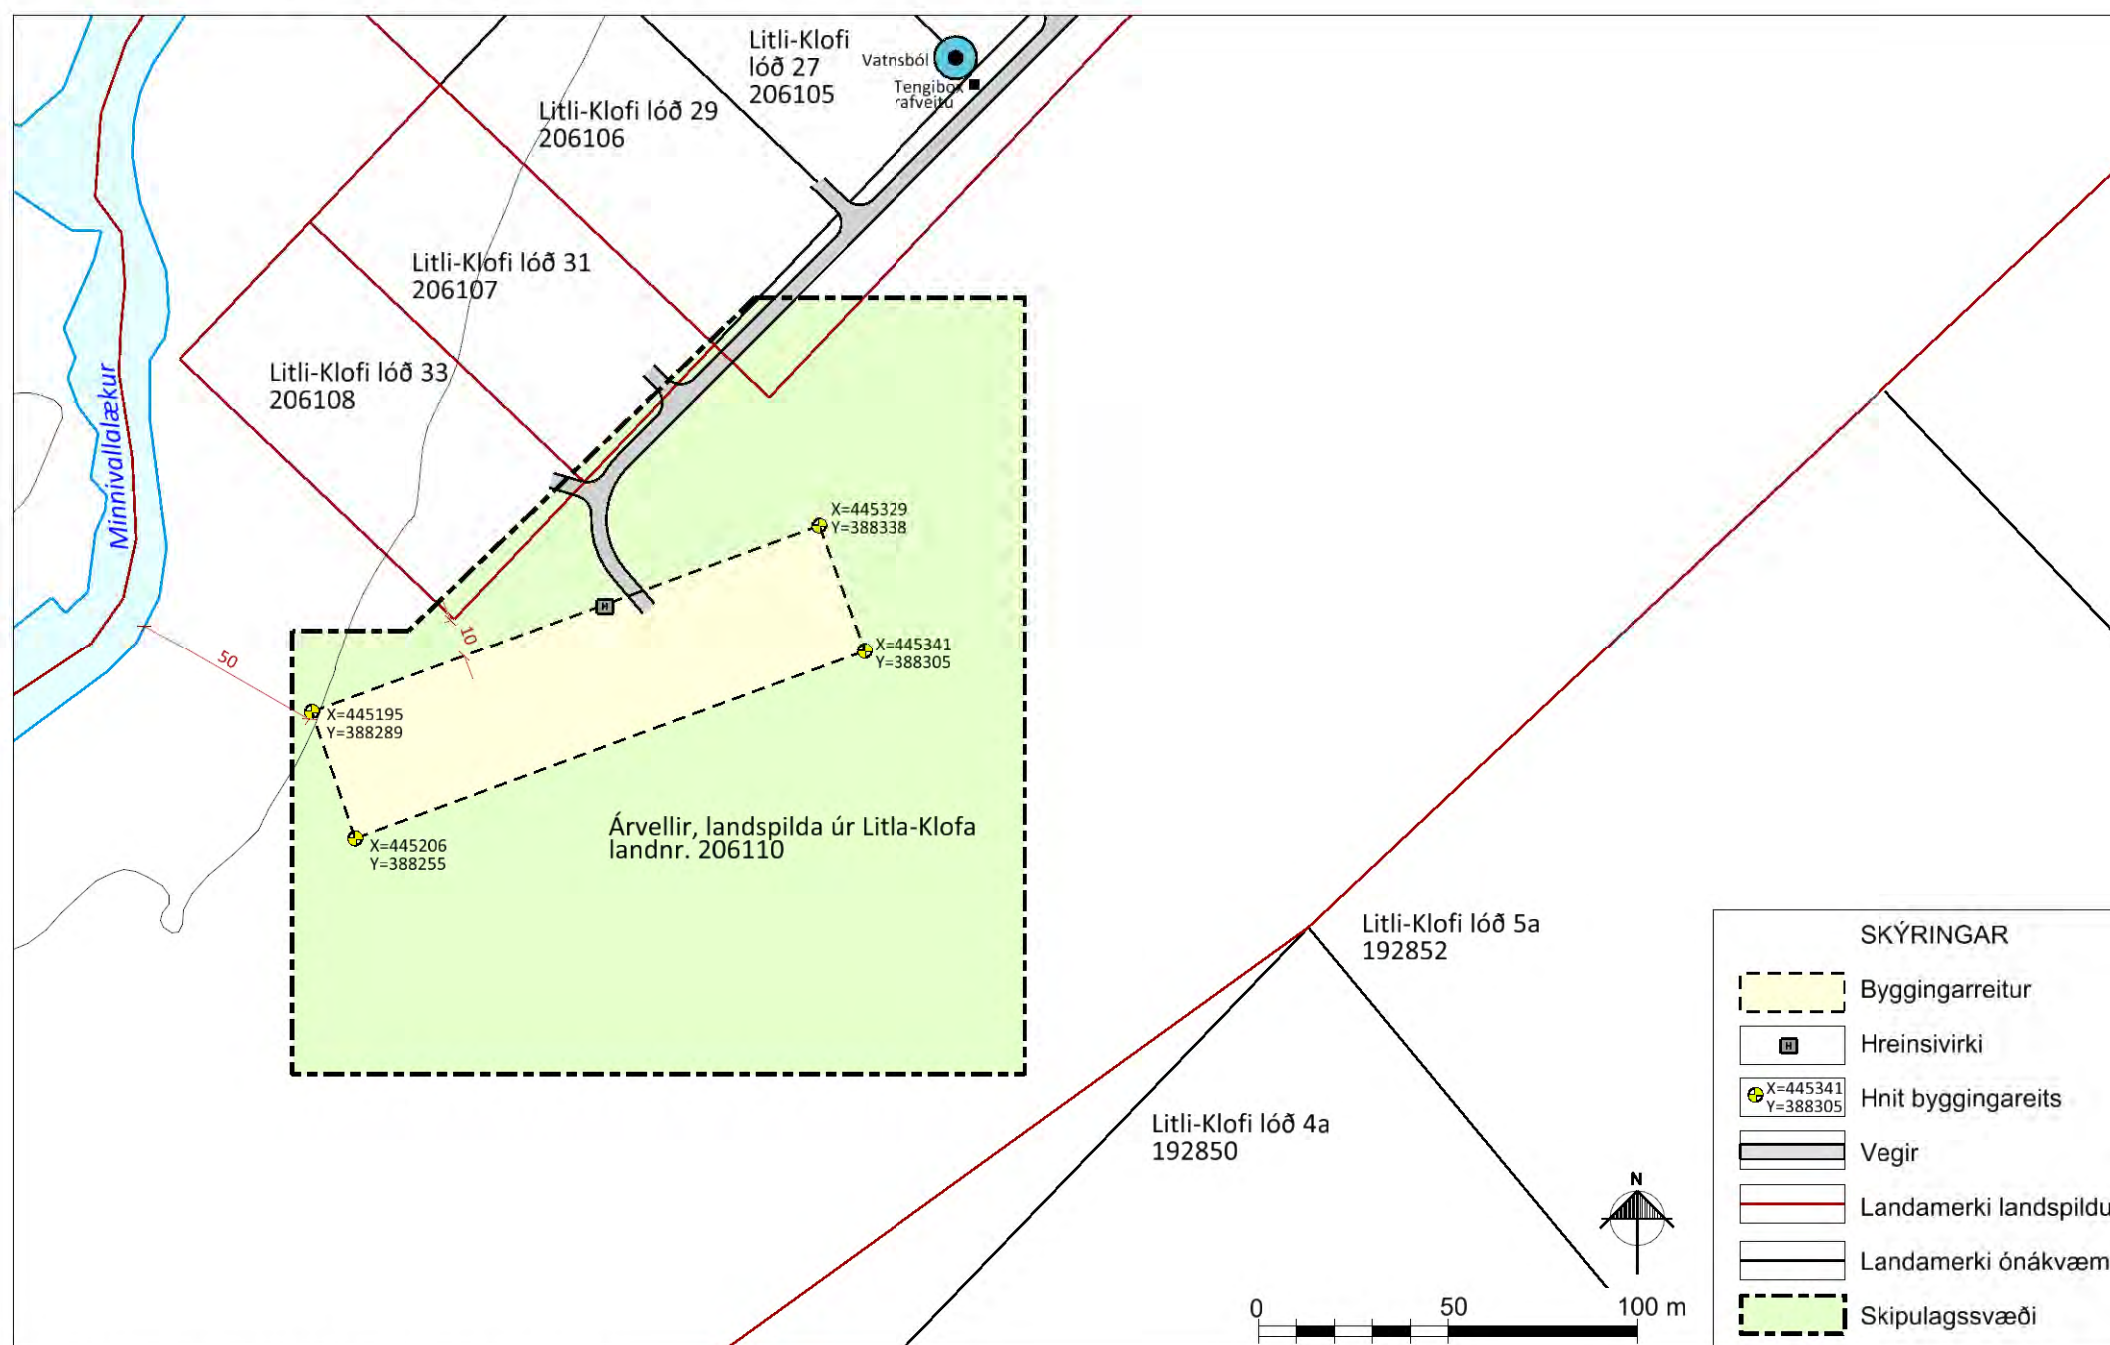 Litli-Klofi
lóð 27
206105
Vatnsból
Tengibox
rafveitu
Litli-Klofi lóð 29
206106
Litli-Klofi lóð 31
206107
Litli-Klofi lóð 33
206108
Minnivallalækur
X=445329
Y=388338
X=445341
Y=388305
H
10
50
X=445195
Y=388289
X=445206
Y=388255
Árvellir, landspilda úr Litla-Klofa
landnr. 206110
Litli-Klofi lóð 5a
192852
Litli-Klofi lóð 4a
192850
N
0 50 100 m
SKÝRINGAR
Byggingarreitur
H Hreinsivirki
X=445341
Y=388305
Hnit byggingareits
Vegir
Landamerki landspildu
Landamerki ónákvæm
Skipulagssvæði